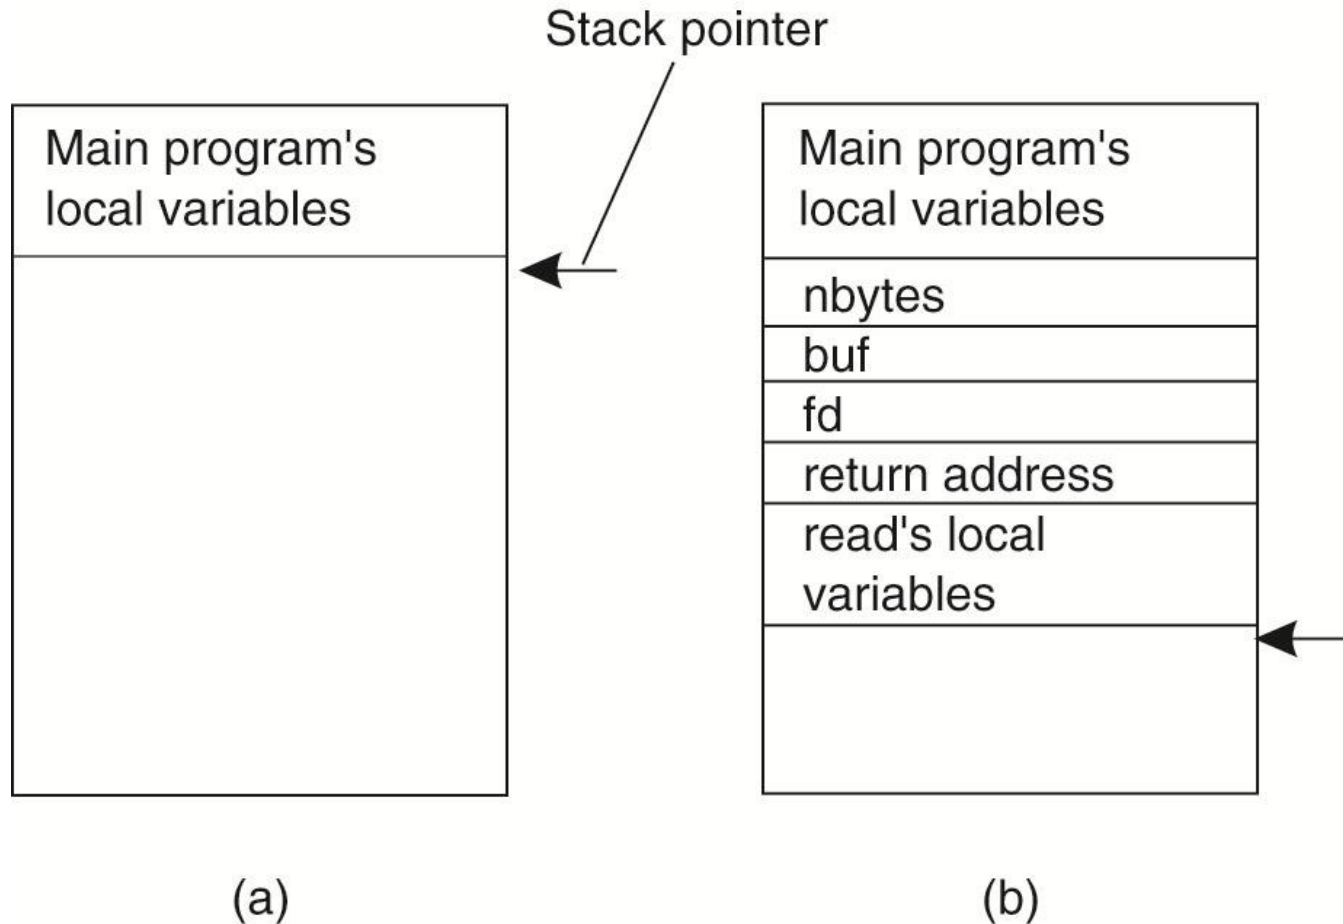 Stack pointer
Main program's
local variables
Main program's
local variables
nbytes
buf
fd
return address
read's local
variables
(a)
(b)